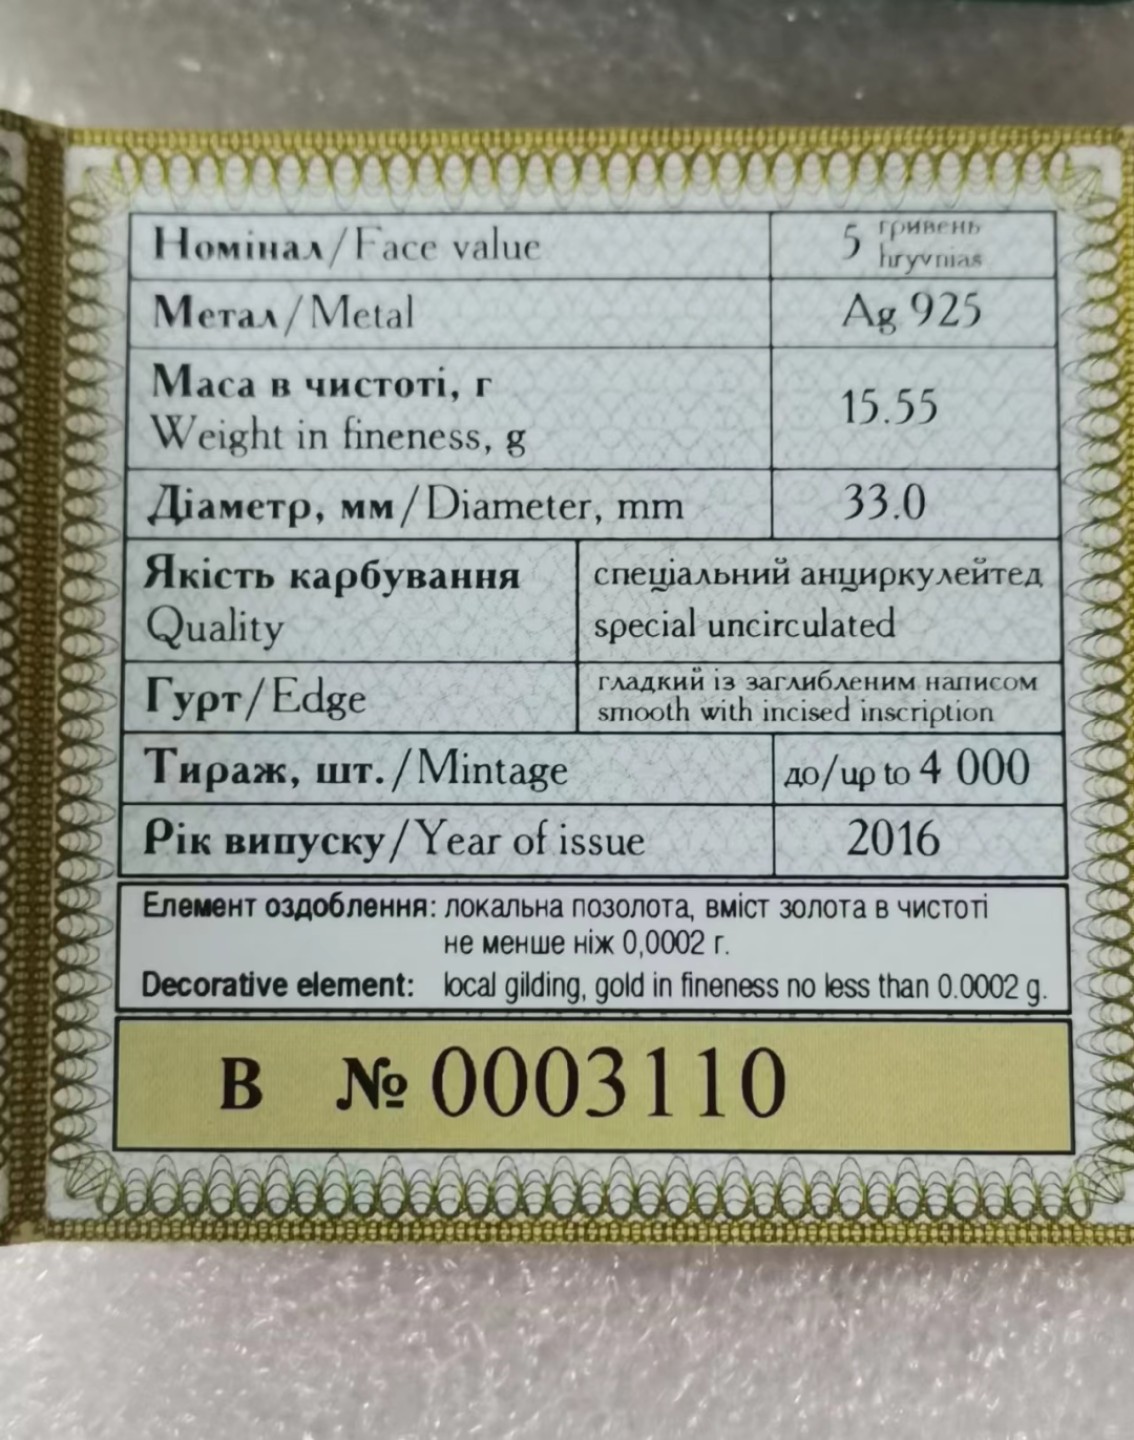 Номінал/Face value
5 гривень
hryvnias
Метал/Metal
Ag 925
Маса в чистоті, г
Weight in fineness, g
15.55
Діаметр, мм/Diameter, mm
33.0
Якість карбування
Quality
спеціальний анциркулейтед
special uncirculated
Гурт/Edge
гладкий із заглибленим написом
smooth with incised inscription
Тираж, шт./Mintage
до/up to 4 000
Рік випуску/Year of issue
2016
Елемент оздоблення: локальна позолота, вміст золота в чистоті
не менше ніж 0,0002 г.
Decorative element: local gilding, gold in fineness no less than 0.0002 g.
В № 0003110